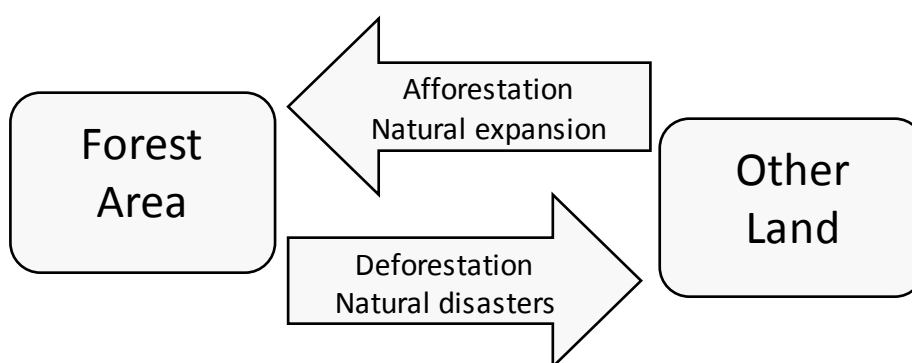 Afforestation
Natural expansion
Forest
Area
Other
Land
Deforestation
Natural disasters